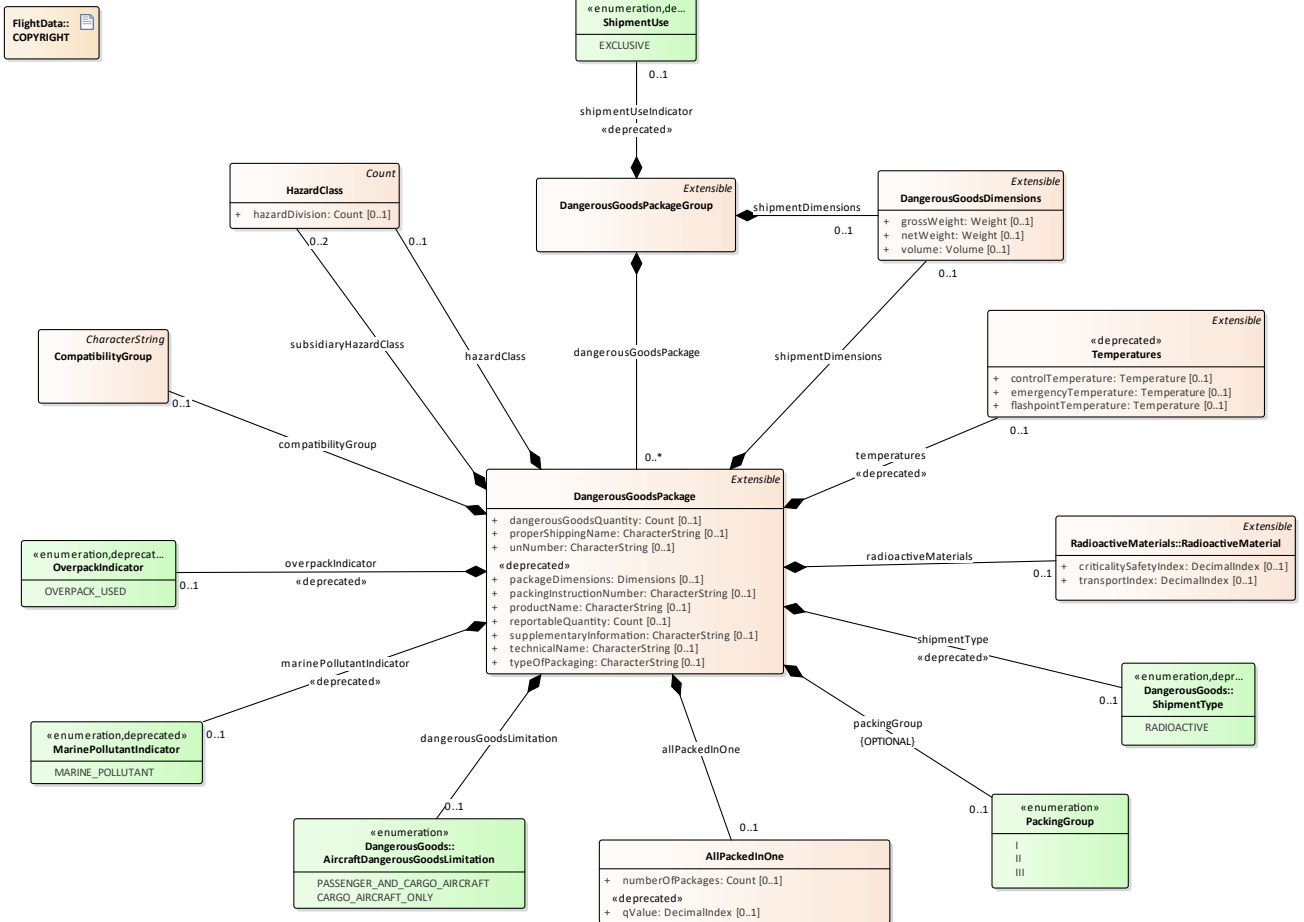 FlightData::
COPYRIGHT
«enumeration,de...
ShipmentUse
EXCLUSIVE
0..1
shipmentUseIndicator
«deprecated»
Count
HazardClass
+ hazardDivision: Count [0..1]
0..2
0..1
Extensible
DangerousGoodsPackageGroup
shipmentDimensions
0..1
Extensible
DangerousGoodsDimensions
+ grossWeight: Weight [0..1]
+ netWeight: Weight [0..1]
+ volume: Volume [0..1]
0..1
CharacterString
CompatibilityGroup
0..1
subsidiaryHazardClass
hazardClass
dangerousGoodsPackage
shipmentDimensions
Extensible
«deprecated»
Temperatures
+ controlTemperature: Temperature [0..1]
+ emergencyTemperature: Temperature [0..1]
+ flashpointTemperature: Temperature [0..1]
0..1
compatibilityGroup
0..*
temperatures
«deprecated»
Extensible
DangerousGoodsPackage
+ dangerousGoodsQuantity: Count [0..1]
+ properShippingName: CharacterString [0..1]
+ unNumber: CharacterString [0..1]
«deprecated»
+ packageDimensions: Dimensions [0..1]
+ packingInstructionNumber: CharacterString [0..1]
+ productName: CharacterString [0..1]
+ reportableQuantity: Count [0..1]
+ supplementaryInformation: CharacterString [0..1]
+ technicalName: CharacterString [0..1]
+ typeOfPackaging: CharacterString [0..1]
«enumeration,deprecat...
OverpackIndicator
OVERPACK_USED
0..1
overpackIndicator
«deprecated»
radioactiveMaterials
0..1
Extensible
RadioactiveMaterials::RadioactiveMaterial
+ criticalitySafetyIndex: DecimalIndex [0..1]
+ transportIndex: DecimalIndex [0..1]
shipmentType
«deprecated»
0..1
«enumeration,depr...
DangerousGoods::
ShipmentType
RADIOACTIVE
marinePollutantIndicator
«deprecated»
0..1
«enumeration,deprecated»
MarinePollutantIndicator
MARINE_POLLUTANT
dangerousGoodsLimitation
0..1
«enumeration»
DangerousGoods::
AircraftDangerousGoodsLimitation
PASSENGER_AND_CARGO_AIRCRAFT
CARGO_AIRCRAFT_ONLY
allPackedInOne
0..1
AllPackedInOne
+ numberOfPackages: Count [0..1]
«deprecated»
+ qValue: DecimalIndex [0..1]
packingGroup
{OPTIONAL}
0..1
«enumeration»
PackingGroup
I
II
III